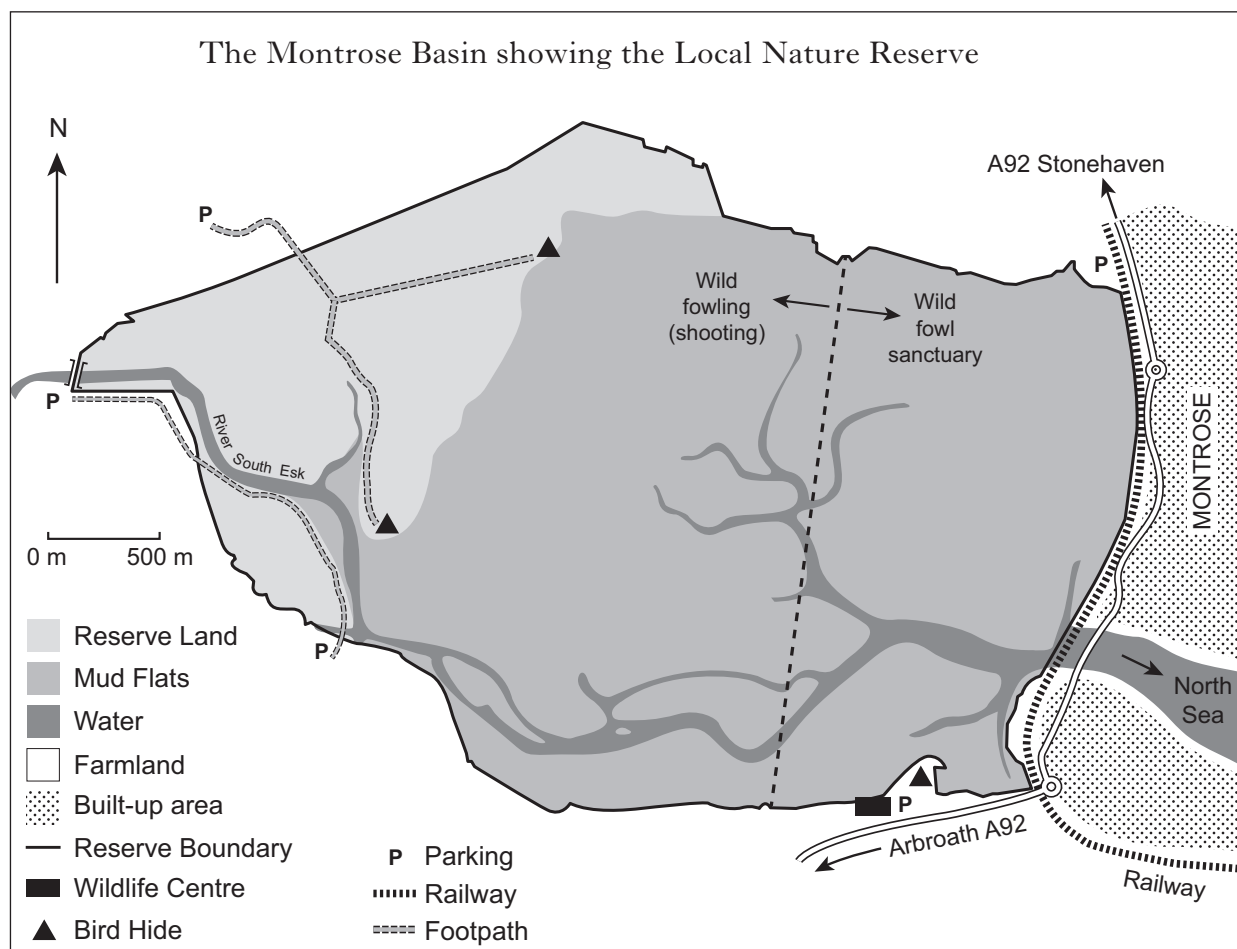 The Montrose Basin showing the Local Nature Reserve
N
A92 Stonehaven
P
P
Wild
fowling
(shooting)
Wild
fowl
sanctuary
P
River South Esk
MONTROSE
0 m 500 m
P
North
Sea
P
Arbroath A92
Railway
Reserve Land
Mud Flats
Water
Farmland
Built-up area
Reserve Boundary
Wildlife Centre
Bird Hide
P Parking
Railway
Footpath